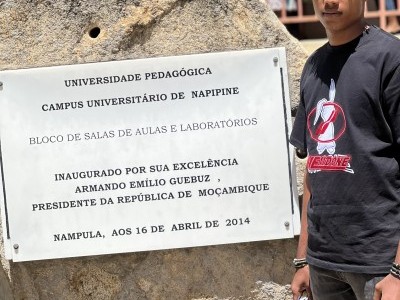 UNIVERSIDADE PEDAGÓGICA
CAMPUS UNIVERSITÁRIO DE NAPIPINE
BLOCO DE SALAS DE AULAS E LABORATÓRIOS
INAUGURADO POR SUA EXCELÊNCIA
ARMANDO EMÍLIO GUEBUZ ,
PRESIDENTE DA REPÚBLICA DE MOÇAMBIQUE
NAMPULA, AOS 16 DE ABRIL DE 2014